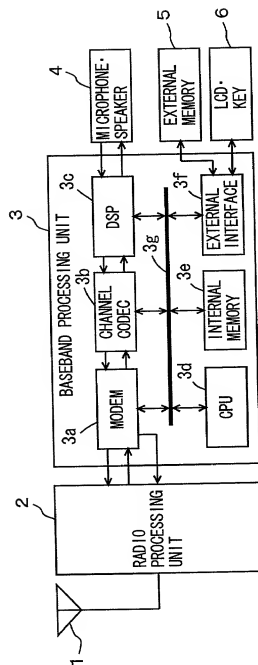 1
2
RADIO
PROCESSING
UNIT
3
BASEBAND PROCESSING UNIT
3a
MODEM
3b
CHANNEL
CODEC
3c
DSP
3g
3d
CPU
3e
INTERNAL
MEMORY
3f
EXTERNAL
INTERFACE
4
MICROPHONE·
SPEAKER
5
EXTERNAL
MEMORY
6
LCD·
KEY